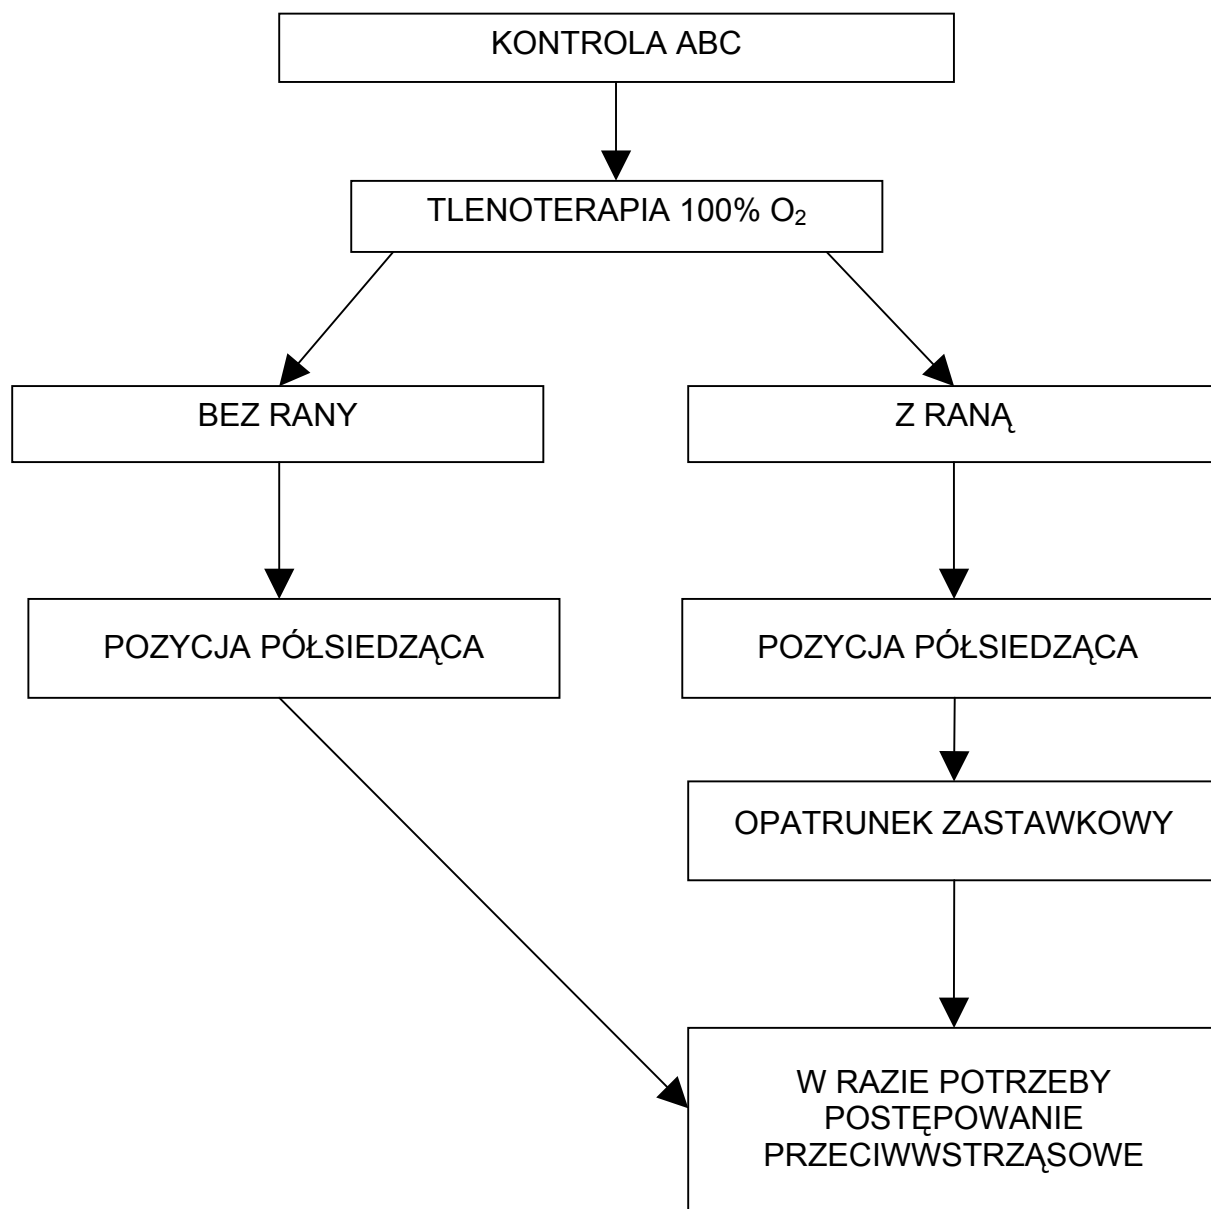 KONTROLA ABC
TLENOTERAPIA 100% O₂
BEZ RANY
Z RANĄ
POZYCJA PÓŁSIEDZĄCA
POZYCJA PÓŁSIEDZĄCA
OPATRUNEK ZASTAWKOWY
W RAZIE POTRZEBY
POSTĘPOWANIE
PRZECIWWSTRZĄSOWE